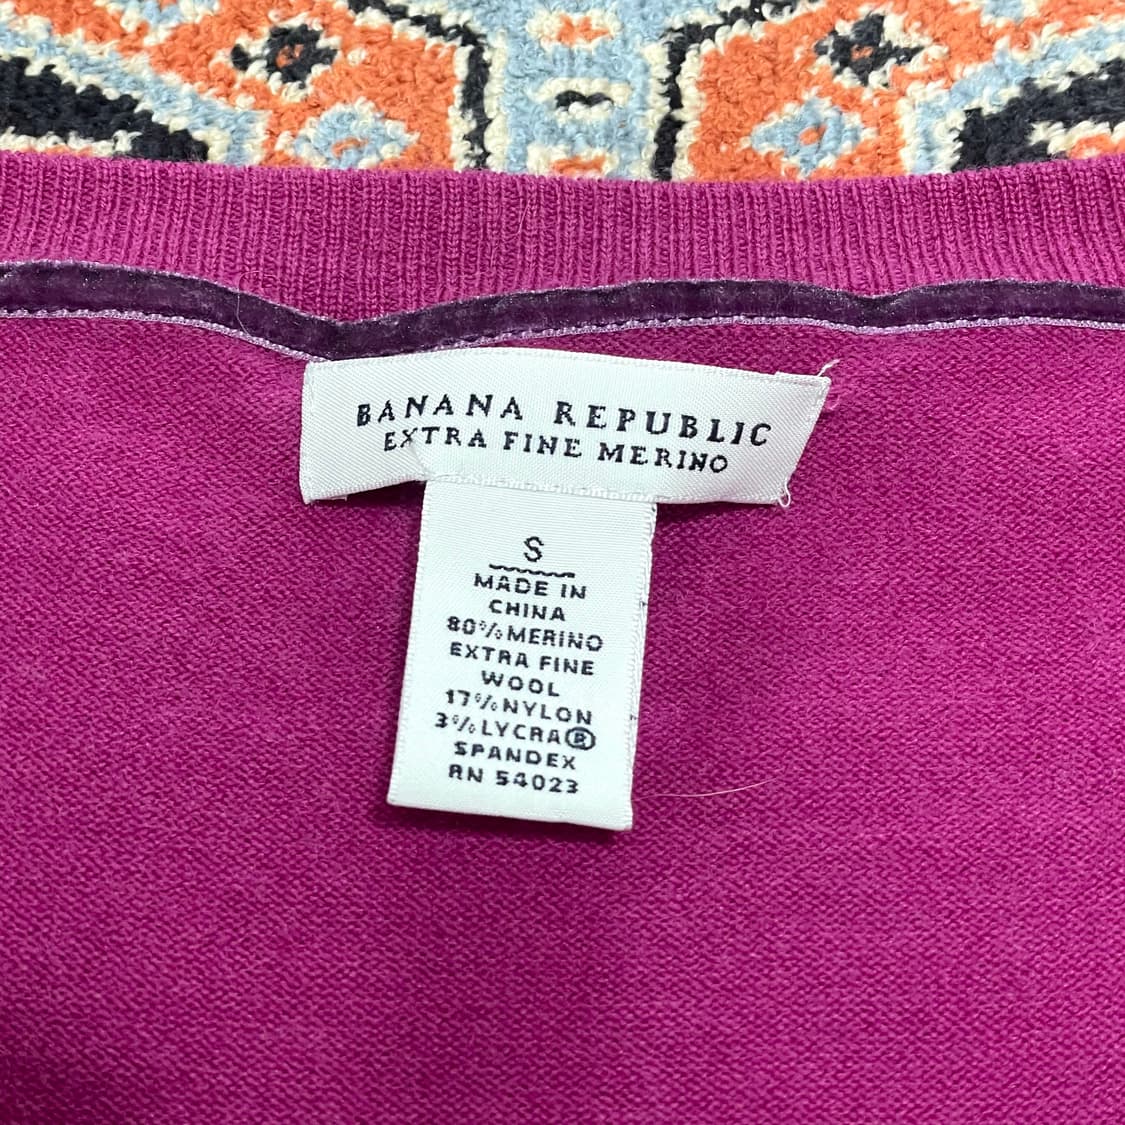 BANANA REPUBLIC
EXTRA FINE MERINO
S
MADE IN
CHINA
80%MERINO
EXTRA FINE
WOOL
17%NYLON
3%LYCRA®
SPANDEX
RN 54023